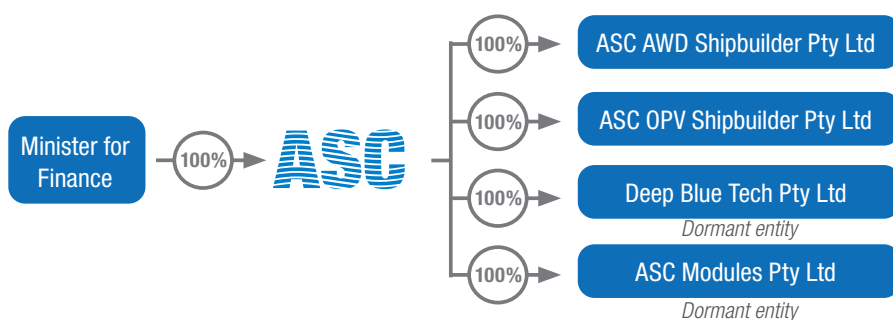 Minister for
Finance
100%
ASC
100%
ASC AWD Shipbuilder Pty Ltd
100%
ASC OPV Shipbuilder Pty Ltd
100%
Deep Blue Tech Pty Ltd
Dormant entity
100%
ASC Modules Pty Ltd
Dormant entity